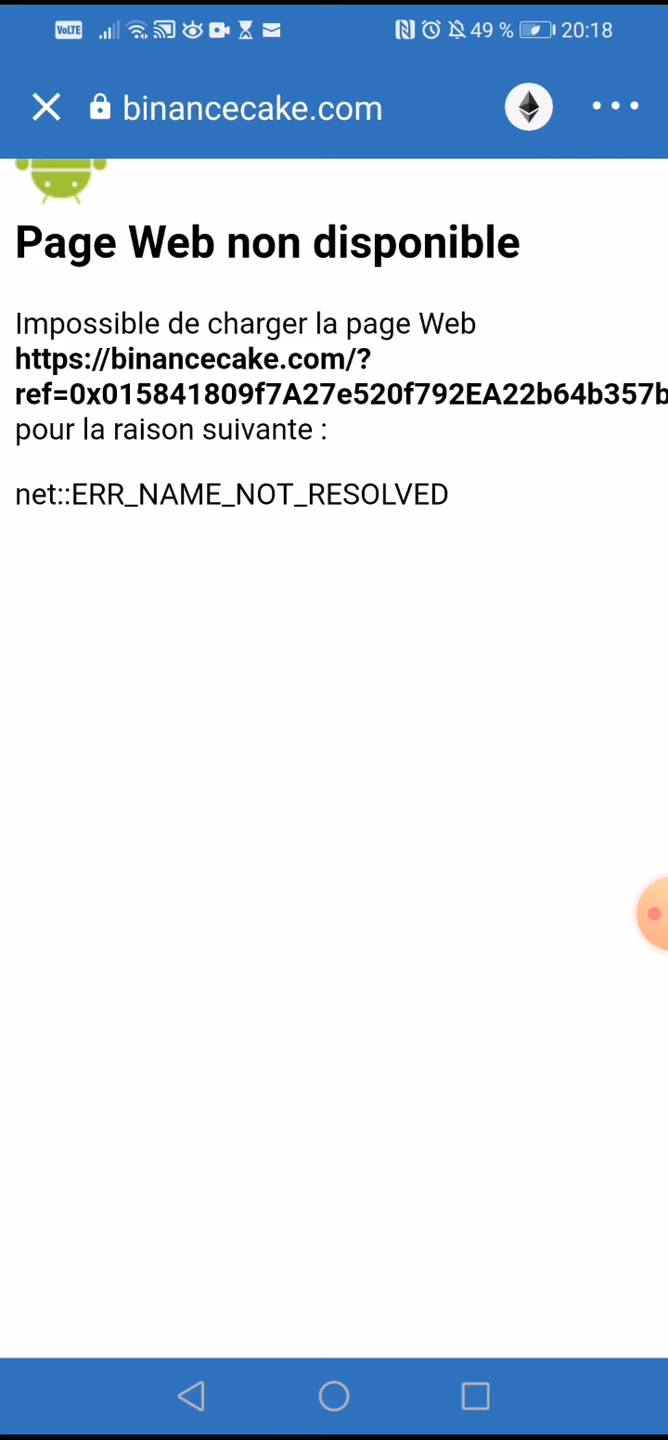 VoLTE 49 % 20:18
binancecake.com
Page Web non disponible
Impossible de charger la page Web
https://binancecake.com/?
ref=0x015841809f7A27e520f792EA22b64b357b
pour la raison suivante :
net::ERR_NAME_NOT_RESOLVED